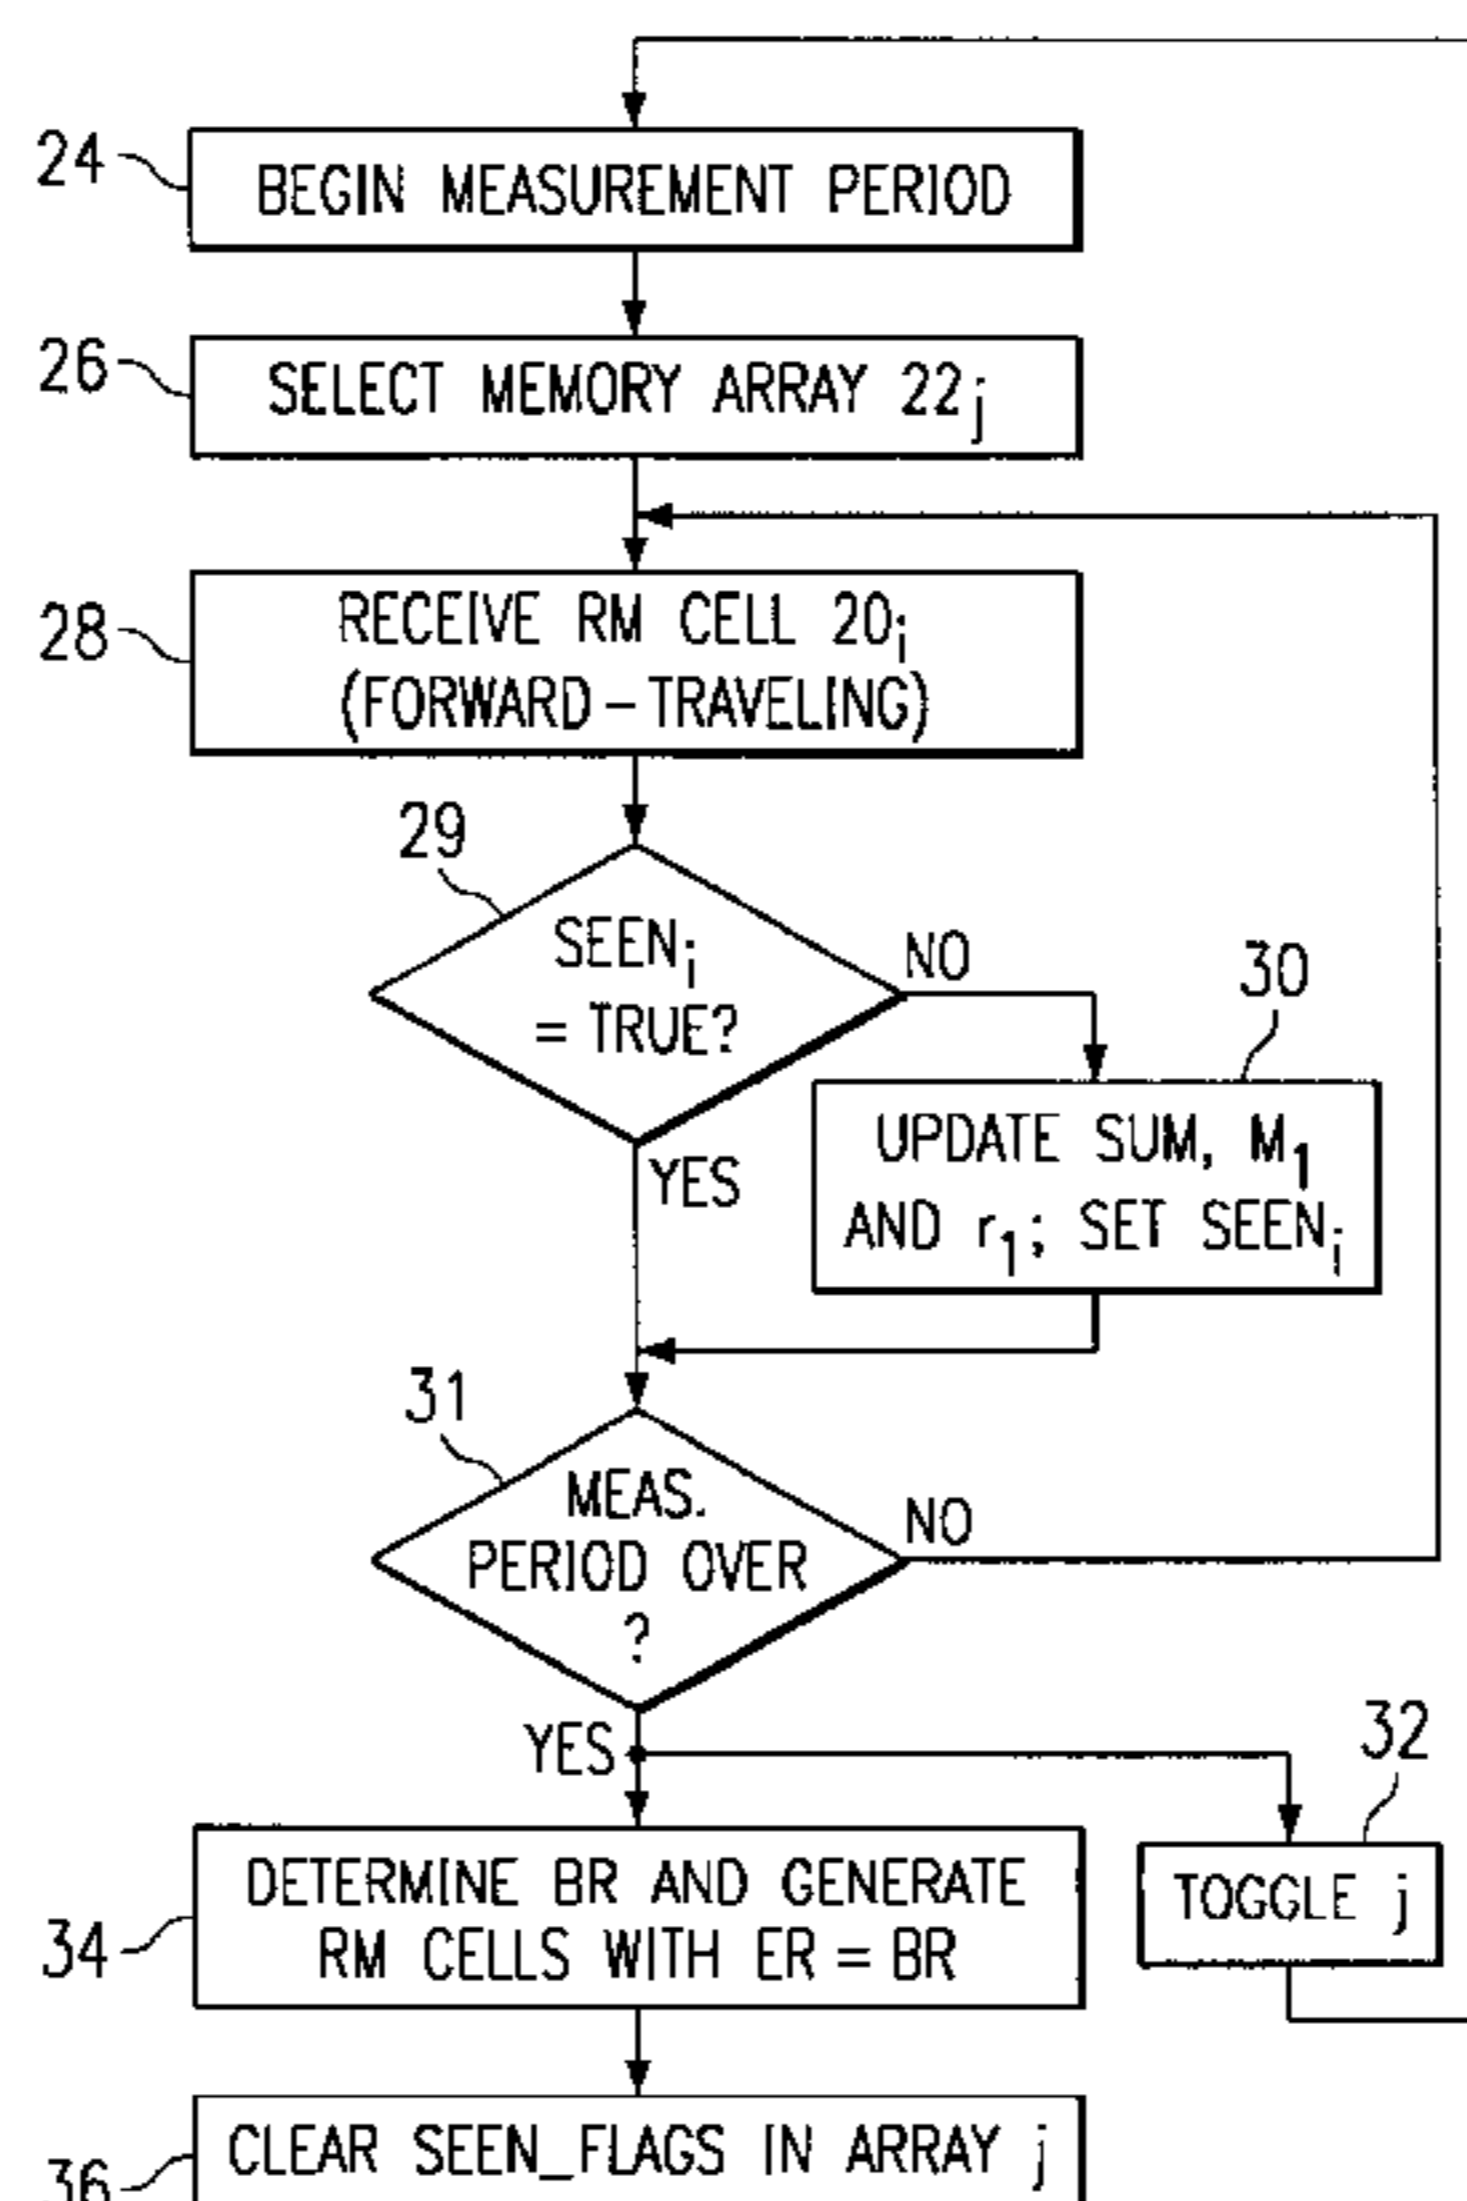 24
BEGIN MEASUREMENT PERIOD
26
SELECT MEMORY ARRAY 22j
28
RECEIVE RM CELL 20i
(FORWARD-TRAVELING)
29
SEENi
= TRUE?
NO
30
YES
UPDATE SUM, M1
AND r1; SET SEENi
31
MEAS.
PERIOD OVER
?
NO
YES
32
TOGGLE j
34
DETERMINE BR AND GENERATE
RM CELLS WITH ER = BR
36
CLEAR SEEN_FLAGS IN ARRAY j